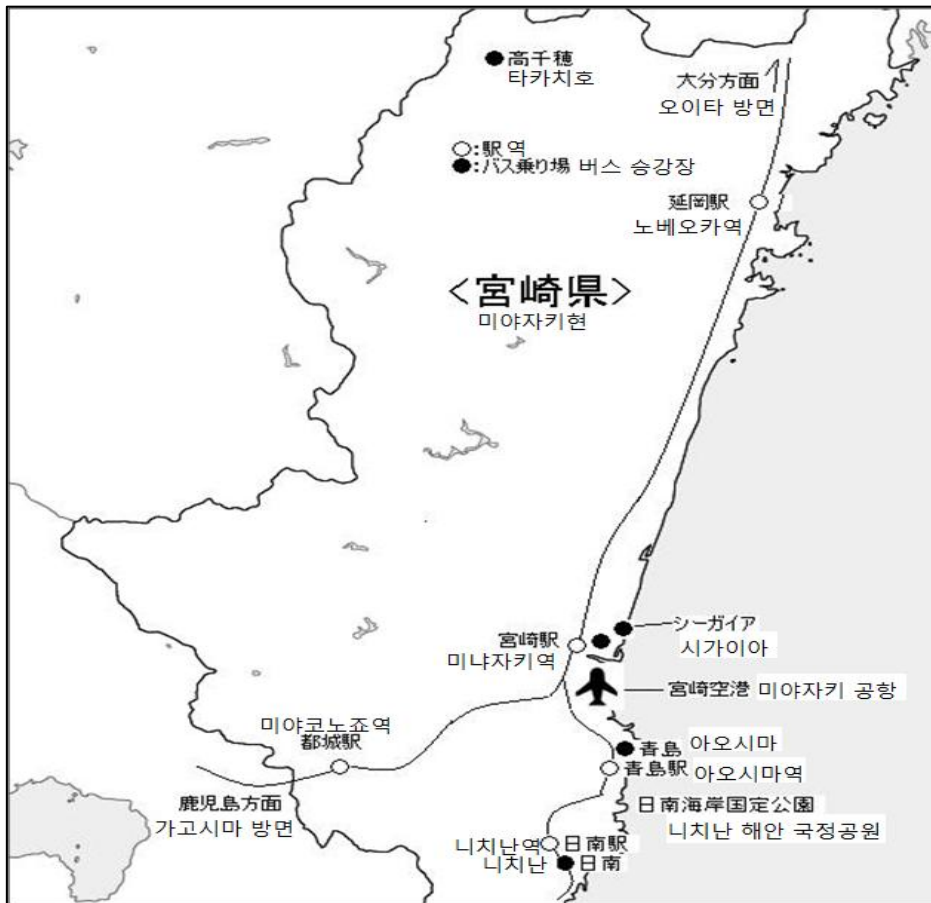 高千穂
타카치호
大分方面
오이타 방면
○:駅 역
●:バス乗り場 버스 승강장
延岡駅
노베오카역
<宮崎県>
미야자키현
シーガイア
시가이아
宮崎駅
미냐자키역
宮崎空港 미야자키 공항
미야코노죠역
都城駅
青島 아오시마
青島駅 아오시마역
鹿児島方面
가고시마 방면
日南海岸国定公園
니치난 해안 국정공원
니치난역 日南駅
니치난 日南